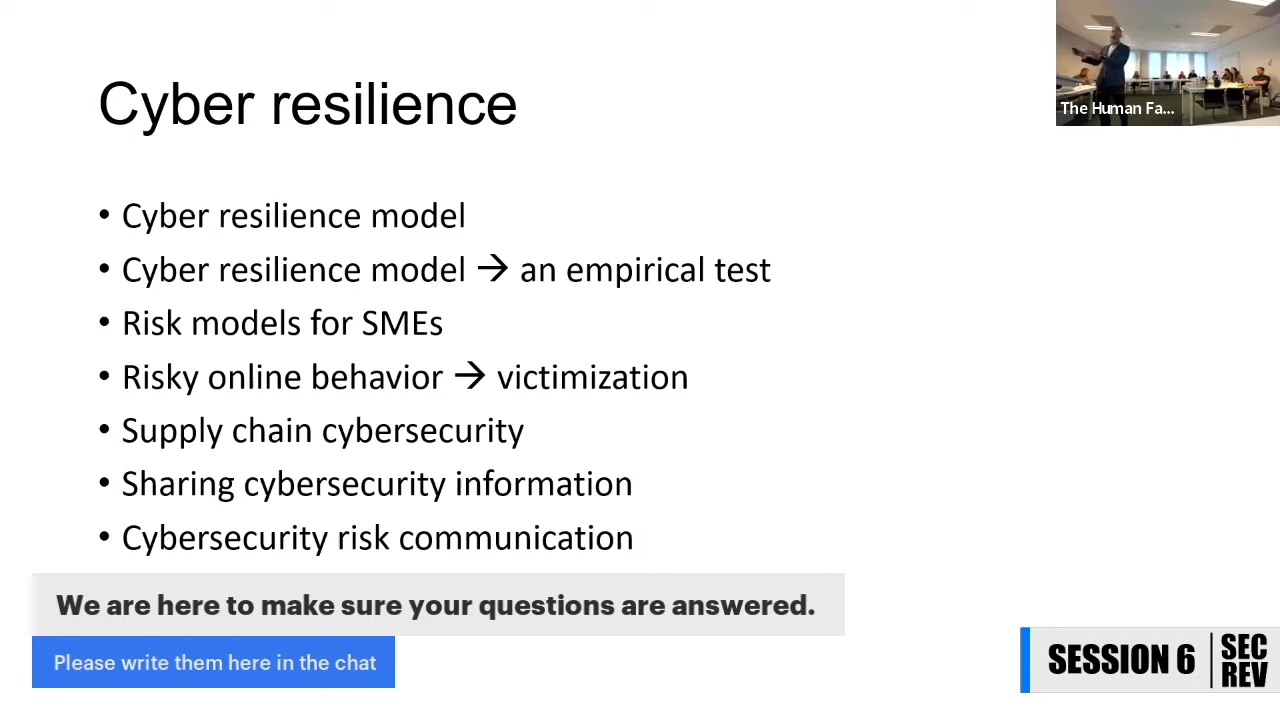 Cyber resilience
The Human Fa...
• Cyber resilience model
• Cyber resilience model → an empirical test
• Risk models for SMEs
• Risky online behavior → victimization
• Supply chain cybersecurity
• Sharing cybersecurity information
• Cybersecurity risk communication
We are here to make sure your questions are answered.
Please write them here in the chat
SESSION 6
SEC
REV